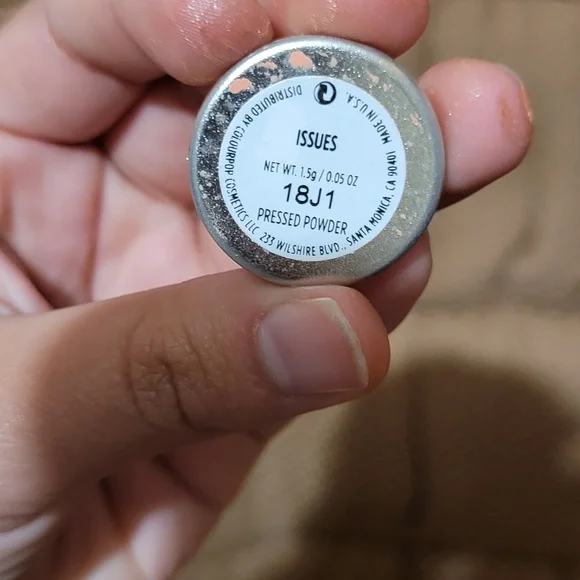 ISSUES
NET WT. 1.5g / 0.05 OZ
18J1
PRESSED POWDER
DISTRIBUTED BY COLOURPOP COSMETICS LLC 233 WILSHIRE BLVD., SANTA MONICA, CA 90401 MADE IN U.S.A.